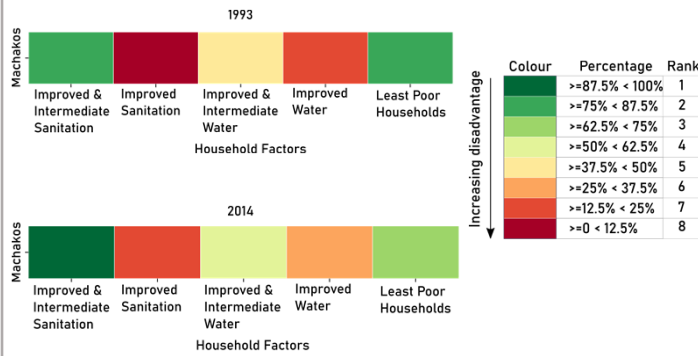 1993
Machakos
Improved &
Intermediate
Sanitation
Improved
Sanitation
Improved &
Intermediate
Water
Improved
Water
Least Poor
Households
Household Factors
2014
Machakos
Improved &
Intermediate
Sanitation
Improved
Sanitation
Improved &
Intermediate
Water
Improved
Water
Least Poor
Households
Household Factors
Increasing disadvantage
Colour Percentage Rank
>=87.5% < 100% 1
>=75% < 87.5% 2
>=62.5% < 75% 3
>=50% < 62.5% 4
>=37.5% < 50% 5
>=25% < 37.5% 6
>=12.5% < 25% 7
>=0 < 12.5% 8